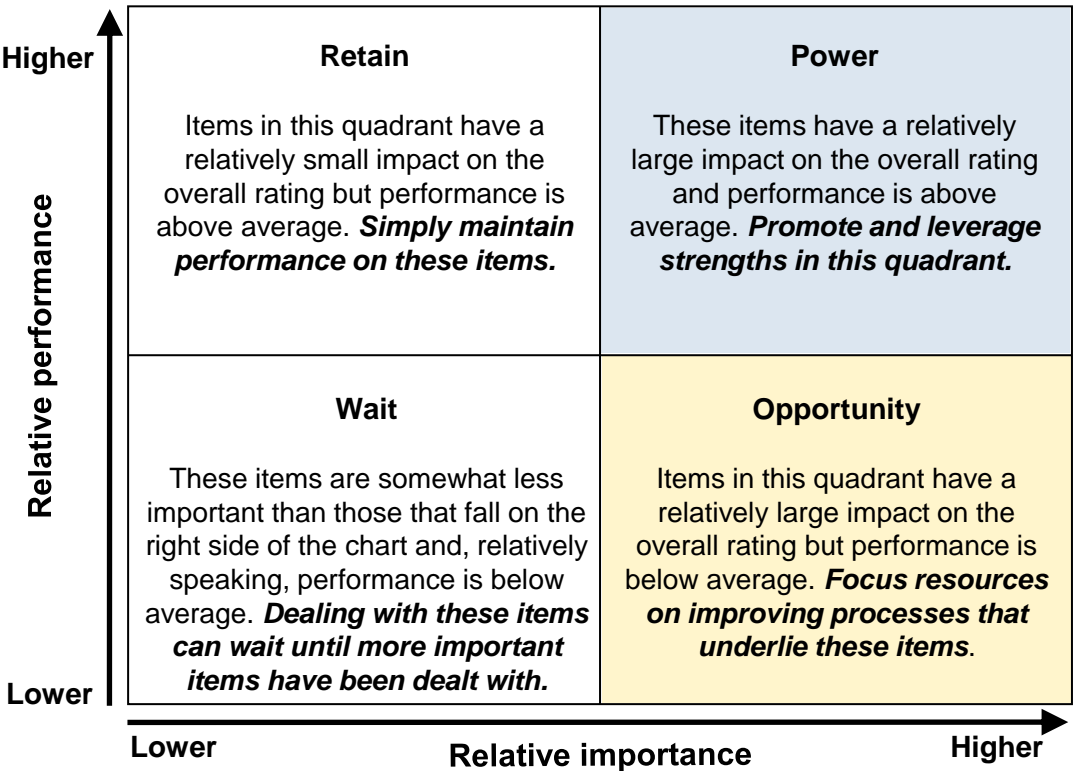 Higher
Relative performance
Lower
Retain
Items in this quadrant have a
relatively small impact on the
overall rating but performance is
above average. Simply maintain
performance on these items.
Power
These items have a relatively
large impact on the overall rating
and performance is above
average. Promote and leverage
strengths in this quadrant.
Wait
These items are somewhat less
important than those that fall on the
right side of the chart and, relatively
speaking, performance is below
average. Dealing with these items
can wait until more important
items have been dealt with.
Opportunity
Items in this quadrant have a
relatively large impact on the
overall rating but performance is
below average. Focus resources
on improving processes that
underlie these items.
Lower
Relative importance
Higher